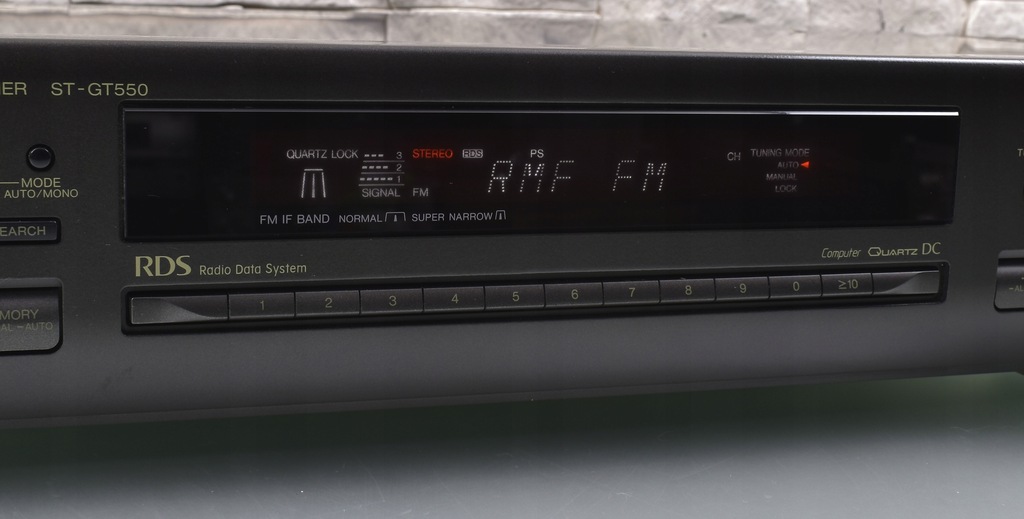 ER ST-GT550
QUARTZ LOCK 3 STEREO RDS PS
2
1
SIGNAL FM
RMF FM
CH TUNING MODE
AUTO
MANUAL
LOCK
FM IF BAND NORMAL SUPER NARROW
MODE
AUTO/MONO
EARCH
RDS Radio Data System
Computer QUARTZ DC
MORY
AL -AUTO
1 2 3 4 5 6 7 8 9 0 ≥10